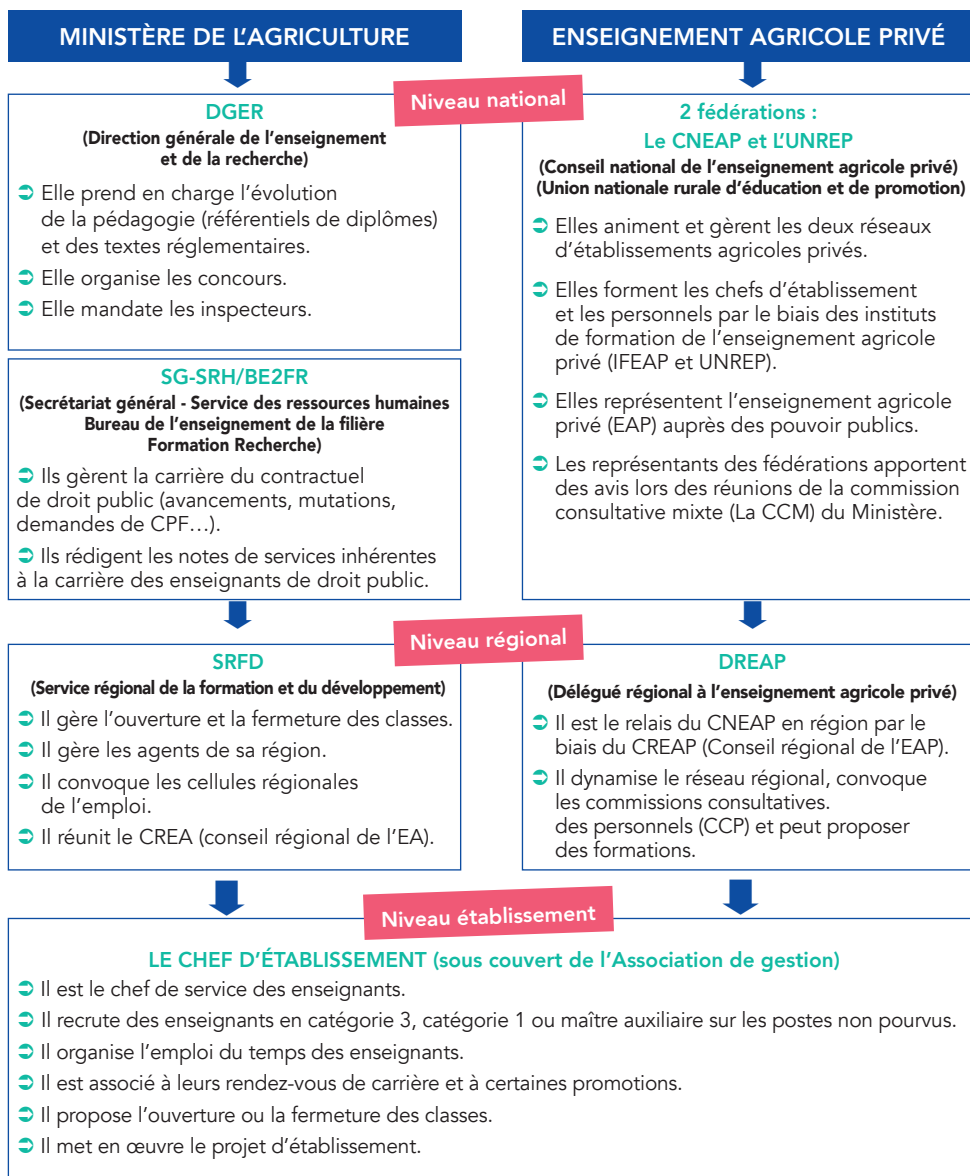 MINISTÈRE DE L'AGRICULTURE
ENSEIGNEMENT AGRICOLE PRIVÉ
Niveau national
DGER
(Direction générale de l'enseignement
et de la recherche)
➲ Elle prend en charge l'évolution
de la pédagogie (référentiels de diplômes)
et des textes réglementaires.
➲ Elle organise les concours.
➲ Elle mandate les inspecteurs.
SG-SRH/BE2FR
(Secrétariat général - Service des ressources humaines
Bureau de l'enseignement de la filière
Formation Recherche)
➲ Ils gèrent la carrière du contractuel
de droit public (avancements, mutations,
demandes de CPF…).
➲ Ils rédigent les notes de services inhérentes
à la carrière des enseignants de droit public.
2 fédérations :
Le CNEAP et L'UNREP
(Conseil national de l'enseignement agricole privé)
(Union nationale rurale d'éducation et de promotion)
➲ Elles animent et gèrent les deux réseaux
d'établissements agricoles privés.
➲ Elles forment les chefs d'établissement
et les personnels par le biais des instituts
de formation de l'enseignement agricole
privé (IFEAP et UNREP).
➲ Elles représentent l'enseignement agricole
privé (EAP) auprès des pouvoir publics.
➲ Les représentants des fédérations apportent
des avis lors des réunions de la commission
consultative mixte (La CCM) du Ministère.
Niveau régional
SRFD
(Service régional de la formation et du développement)
➲ Il gère l'ouverture et la fermeture des classes.
➲ Il gère les agents de sa région.
➲ Il convoque les cellules régionales
de l'emploi.
➲ Il réunit le CREA (conseil régional de l'EA).
DREAP
(Délégué régional à l'enseignement agricole privé)
➲ Il est le relais du CNEAP en région par le
biais du CREAP (Conseil régional de l'EAP).
➲ Il dynamise le réseau régional, convoque
les commissions consultatives.
des personnels (CCP) et peut proposer
des formations.
Niveau établissement
LE CHEF D'ÉTABLISSEMENT (sous couvert de l'Association de gestion)
➲ Il est le chef de service des enseignants.
➲ Il recrute des enseignants en catégorie 3, catégorie 1 ou maître auxiliaire sur les postes non pourvus.
➲ Il organise l'emploi du temps des enseignants.
➲ Il est associé à leurs rendez-vous de carrière et à certaines promotions.
➲ Il propose l'ouverture ou la fermeture des classes.
➲ Il met en œuvre le projet d'établissement.